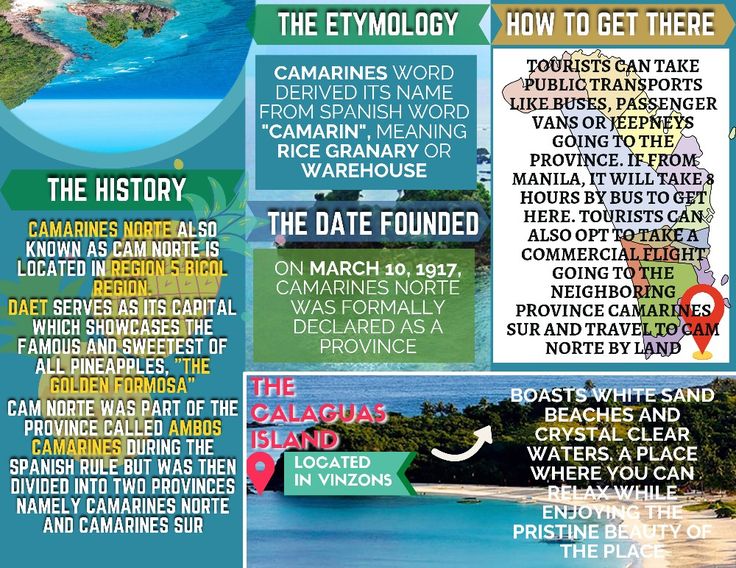 THE HISTORY
CAMARINES NORTE ALSO
KNOWN AS CAM NORTE IS
LOCATED IN REGION 5 BICOL
REGION.
DAET SERVES AS ITS CAPITAL
WHICH SHOWCASES THE
FAMOUS AND SWEETEST OF
ALL PINEAPPLES, "THE
GOLDEN FORMOSA"
CAM NORTE WAS PART OF THE
PROVINCE CALLED AMBOS
CAMARINES DURING THE
SPANISH RULE BUT WAS THEN
DIVIDED INTO TWO PROVINCES
NAMELY CAMARINES NORTE
AND CAMARINES SUR
THE ETYMOLOGY
CAMARINES WORD
DERIVED ITS NAME
FROM SPANISH WORD
"CAMARIN", MEANING
RICE GRANARY OR
WAREHOUSE
THE DATE FOUNDED
ON MARCH 10, 1917,
CAMARINES NORTE
WAS FORMALLY
DECLARED AS A
PROVINCE
HOW TO GET THERE
TOURISTS CAN TAKE
PUBLIC TRANSPORTS
LIKE BUSES, PASSENGER
VANS OR JEEPNEYS
GOING TO THE
PROVINCE. IF FROM
MANILA, IT WILL TAKE 8
HOURS BY BUS TO GET
HERE. TOURISTS CAN
ALSO OPT TO TAKE A
COMMERCIAL FLIGHT
GOING TO THE
NEIGHBORING
PROVINCE CAMARINES
SUR AND TRAVEL TO CAM
NORTE BY LAND
THE
CALAGUAS
ISLAND
LOCATED
IN VINZONS
BOASTS WHITE SAND
BEACHES AND
CRYSTAL CLEAR
WATERS. A PLACE
WHERE YOU CAN
RELAX WHILE
ENJOYING THE
PRISTINE BEAUTY OF
THE PLACE